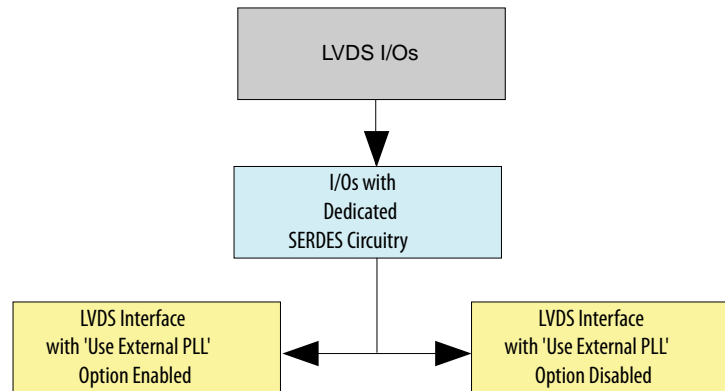 LVDS I/Os
I/Os with
Dedicated
SERDES Circuitry
LVDS Interface
with 'Use External PLL'
Option Enabled
LVDS Interface
with 'Use External PLL'
Option Disabled